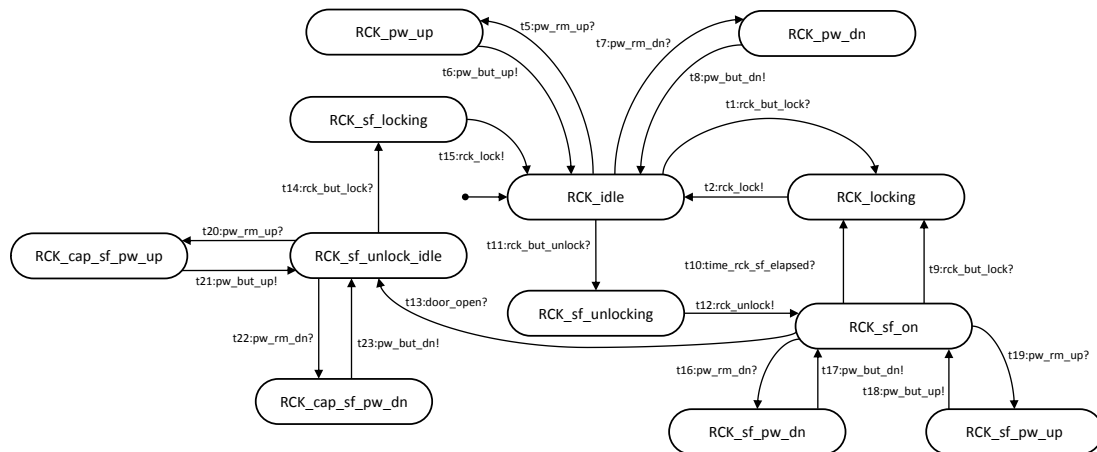 t5:pw_rm_up?
RCK_pw_up
RCK_pw_dn
t7:pw_rm_dn?
t6:pw_but_up!
t8:pw_but_dn!
t1:rck_but_lock?
RCK_sf_locking
t15:rck_lock!
t14:rck_but_lock?
t2:rck_lock!
RCK_idle
RCK_locking
t20:pw_rm_up?
t11:rck_but_unlock?
RCK_cap_sf_pw_up
RCK_sf_unlock_idle
t10:time_rck_sf_elapsed?
t9:rck_but_lock?
t21:pw_but_up!
t13:door_open?
t12:rck_unlock!
RCK_sf_unlocking
RCK_sf_on
t22:pw_rm_dn?
t23:pw_but_dn!
t19:pw_rm_up?
t16:pw_rm_dn?
t17:pw_but_dn!
t18:pw_but_up!
RCK_cap_sf_pw_dn
RCK_sf_pw_dn
RCK_sf_pw_up